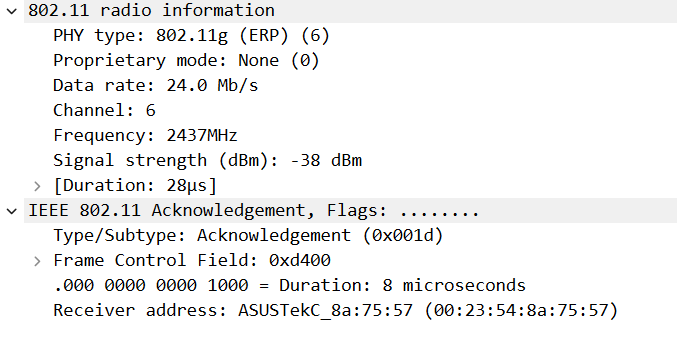 802.11 radio information
PHY type: 802.11g (ERP) (6)
Proprietary mode: None (0)
Data rate: 24.0 Mb/s
Channel: 6
Frequency: 2437MHz
Signal strength (dBm): -38 dBm
[Duration: 28µs]
IEEE 802.11 Acknowledgement, Flags: ........
Type/Subtype: Acknowledgement (0x001d)
Frame Control Field: 0xd400
.000 0000 0000 1000 = Duration: 8 microseconds
Receiver address: ASUSTekC_8a:75:57 (00:23:54:8a:75:57)